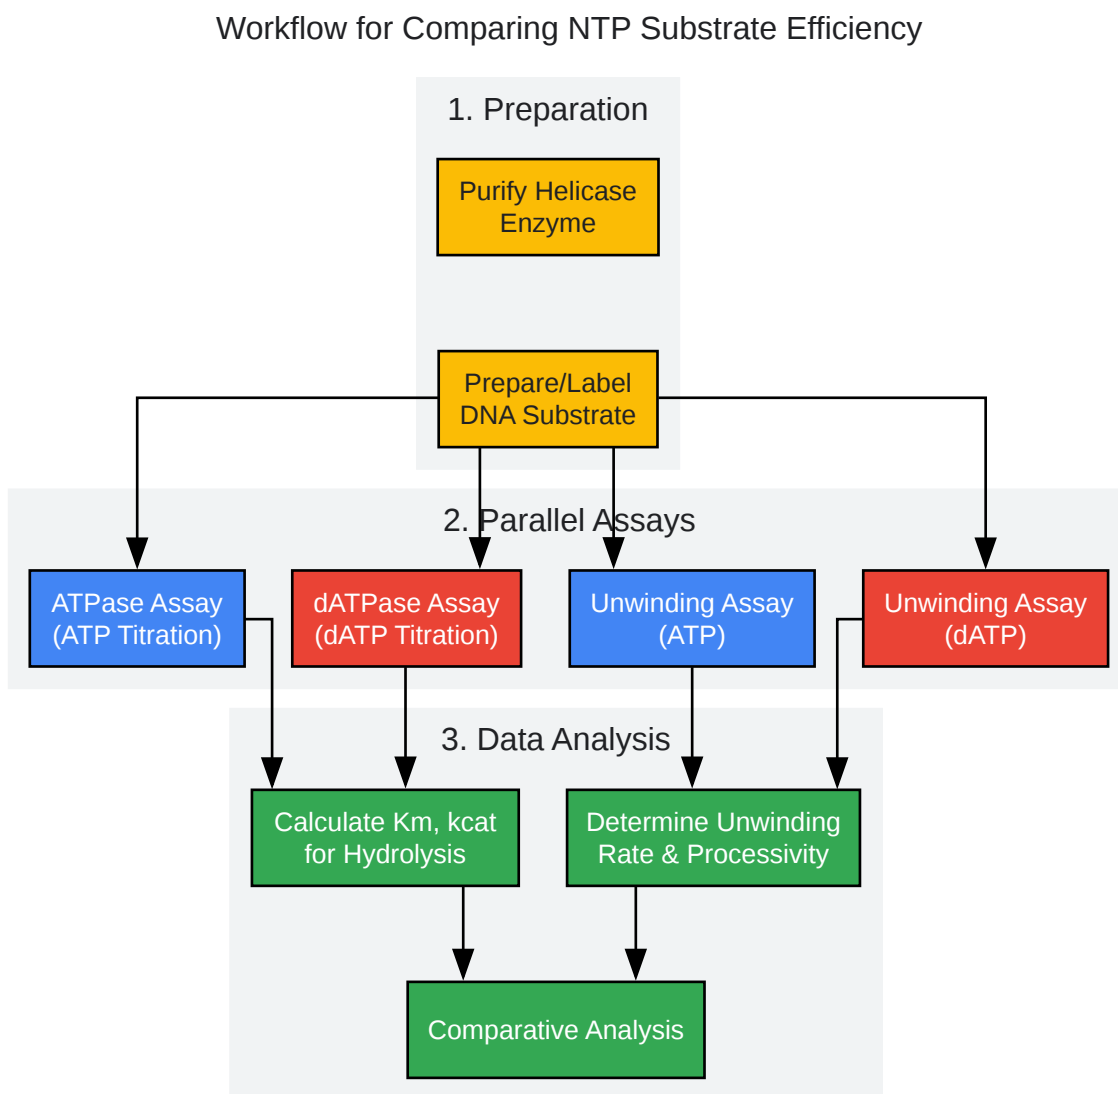 Workflow for Comparing NTP Substrate Efficiency
1. Preparation
Purify Helicase
Enzyme
Prepare/Label
DNA Substrate
2. Parallel Assays
ATPase Assay
(ATP Titration)
dATPase Assay
(dATP Titration)
Unwinding Assay
(ATP)
Unwinding Assay
(dATP)
3. Data Analysis
Calculate Km, kcat
for Hydrolysis
Determine Unwinding
Rate & Processivity
Comparative Analysis